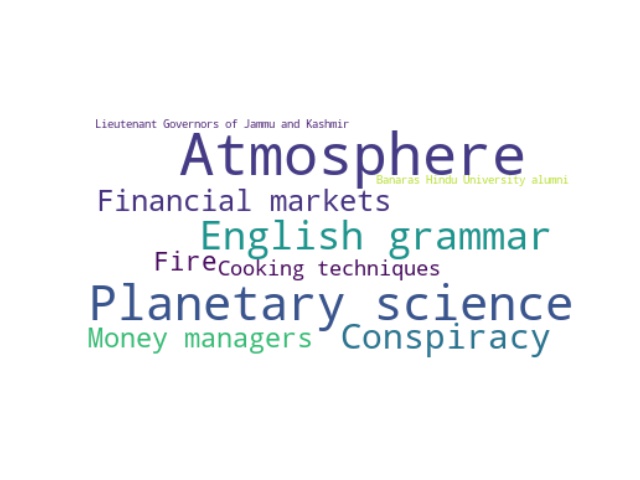 Lieutenant Governors of Jammu and Kashmir
Atmosphere
Banaras Hindu University alumni
Financial markets
English grammar
Fire
Cooking techniques
Planetary science
Money managers
Conspiracy